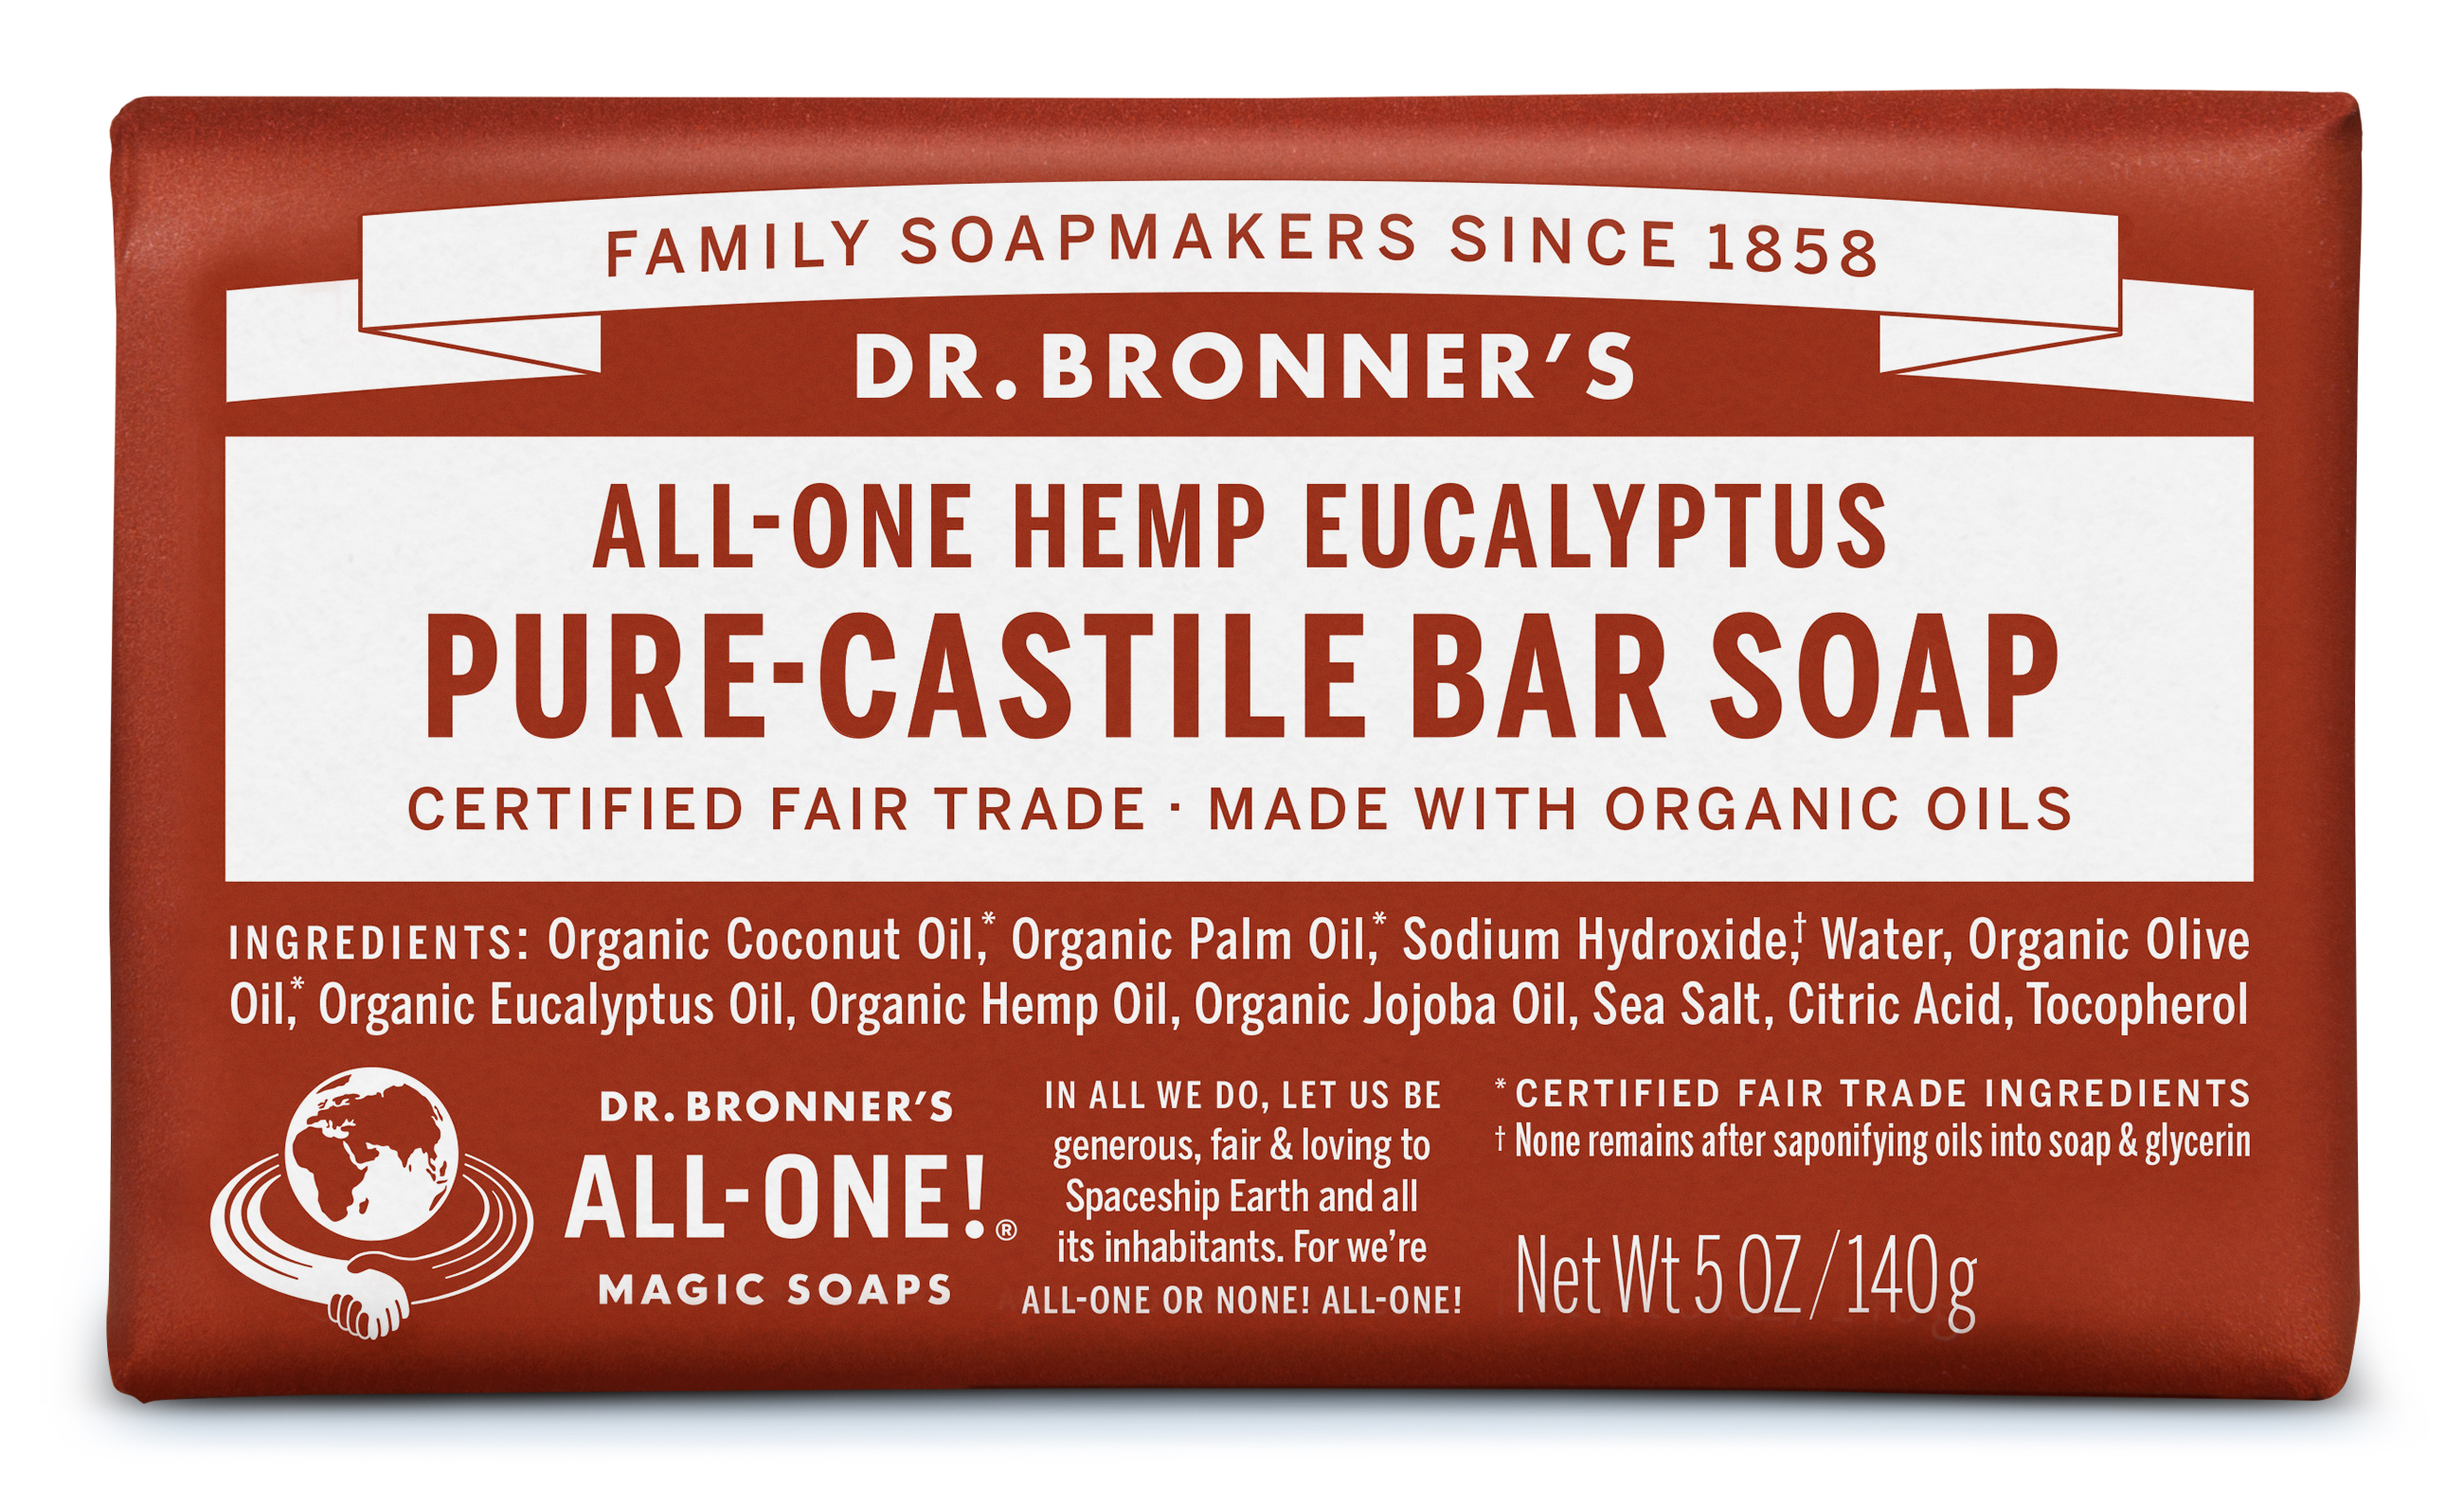 FAMILY SOAPMAKERS SINCE 1858
DR. BRONNER'S
ALL-ONE HEMP EUCALYPTUS
PURE-CASTILE BAR SOAP
CERTIFIED FAIR TRADE · MADE WITH ORGANIC OILS
INGREDIENTS: Organic Coconut Oil,* Organic Palm Oil,* Sodium Hydroxide,† Water, Organic Olive
Oil,* Organic Eucalyptus Oil, Organic Hemp Oil, Organic Jojoba Oil, Sea Salt, Citric Acid, Tocopherol
DR. BRONNER'S
ALL-ONE!®
MAGIC SOAPS
IN ALL WE DO, LET US BE
generous, fair & loving to
Spaceship Earth and all
its inhabitants. For we're
ALL-ONE OR NONE! ALL-ONE!
* CERTIFIED FAIR TRADE INGREDIENTS
† None remains after saponifying oils into soap & glycerin
Net Wt 5 OZ/140g